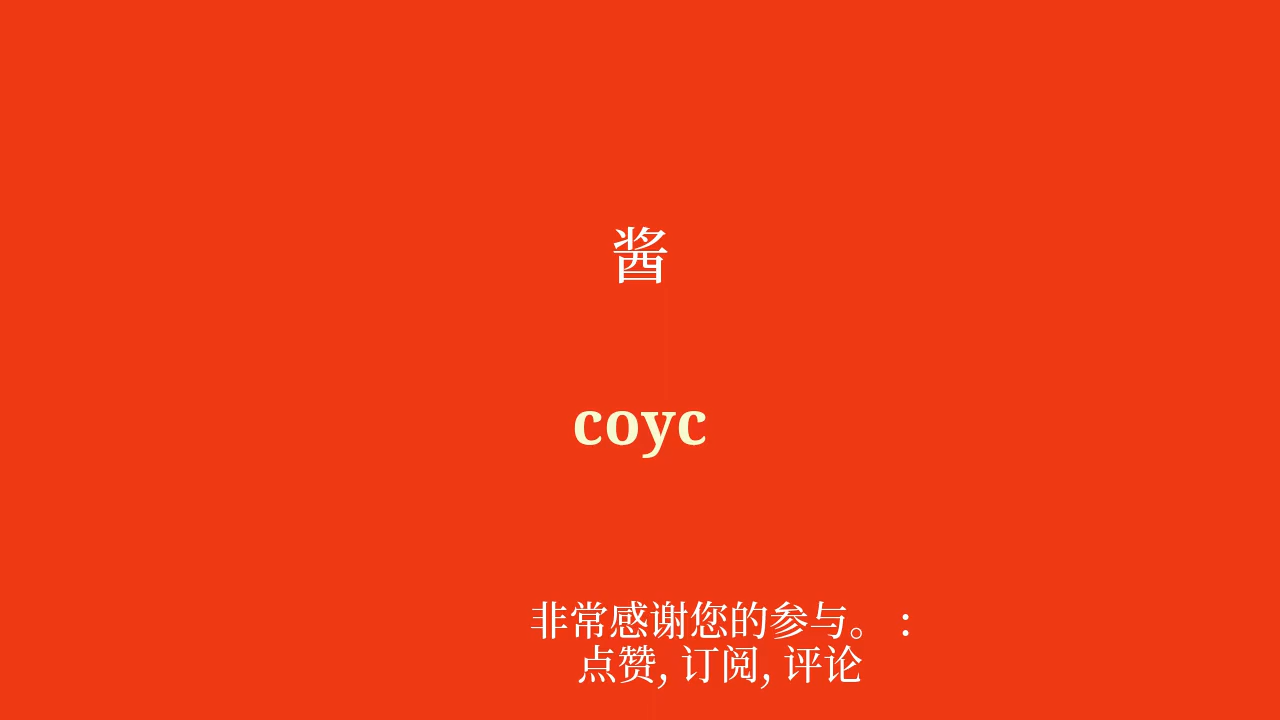 酱
coyc
非常感谢您的参与。 :
点赞, 订阅, 评论